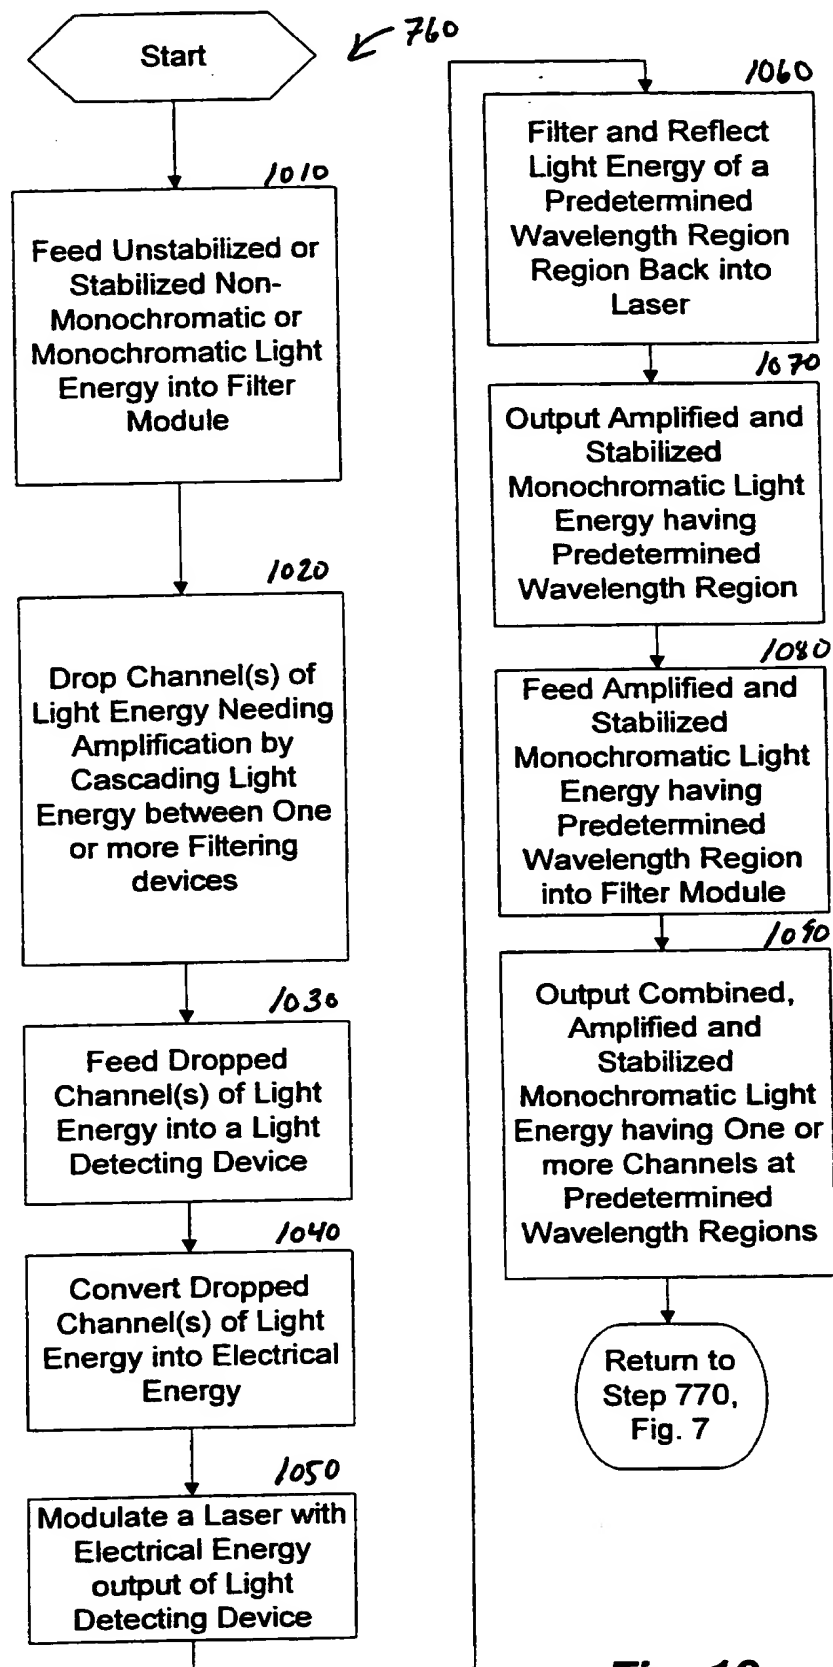 Start
760
1010
Feed Unstabilized or
Stabilized Non-
Monochromatic or
Monochromatic Light
Energy into Filter
Module
1020
Drop Channel(s) of
Light Energy Needing
Amplification by
Cascading Light
Energy between One
or more Filtering
devices
1030
Feed Dropped
Channel(s) of Light
Energy into a Light
Detecting Device
1040
Convert Dropped
Channel(s) of Light
Energy into Electrical
Energy
1050
Modulate a Laser with
Electrical Energy
output of Light
Detecting Device
1060
Filter and Reflect
Light Energy of a
Predetermined
Wavelength Region
Region Back into
Laser
1070
Output Amplified and
Stabilized
Monochromatic Light
Energy having
Predetermined
Wavelength Region
1080
Feed Amplified and
Stabilized
Monochromatic Light
Energy having
Predetermined
Wavelength Region
into Filter Module
1090
Output Combined,
Amplified and
Stabilized
Monochromatic Light
Energy having One or
more Channels at
Predetermined
Wavelength Regions
Return to
Step 770,
Fig. 7
Fig.